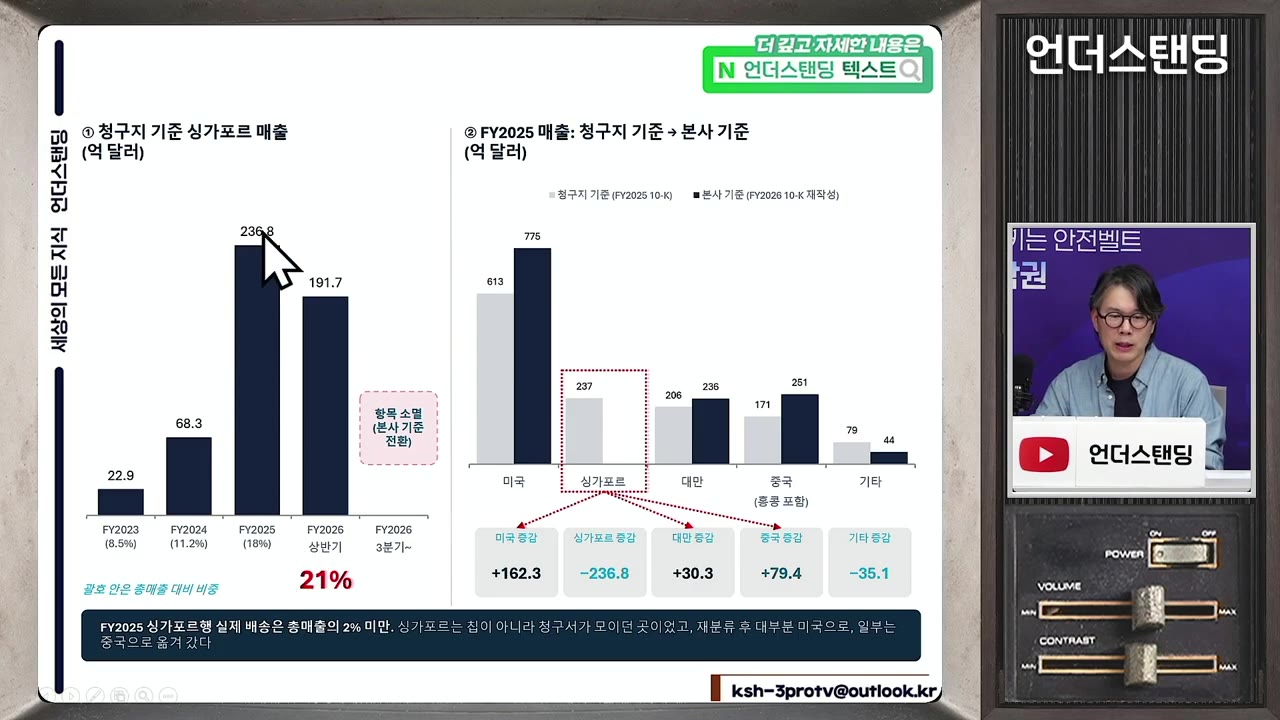 더 깊고 자세한 내용은
N 언더스탠딩 텍스트
언더스탠딩
세상의 모든 지식 언더스탠딩
① 청구지 기준 싱가포르 매출
(억 달러)
236.8
191.7
68.3
22.9
항목 소멸
(본사 기준
전환)
FY2023
(8.5%)
FY2024
(11.2%)
FY2025
(18%)
FY2026
상반기
FY2026
3분기~
21%
괄호 안은 총매출 대비 비중
② FY2025 매출: 청구지 기준 → 본사 기준
(억 달러)
청구지 기준 (FY2025 10-K)
본사 기준 (FY2026 10-K 재작성)
613
775
237
206
236
171
251
79
44
미국
싱가포르
대만
중국
(홍콩 포함)
기타
미국 증감
+162.3
싱가포르 증감
−236.8
대만 증감
+30.3
중국 증감
+79.4
기타 증감
−35.1
FY2025 싱가포르행 실제 배송은 총매출의 2% 미만. 싱가포르는 칩이 아니라 청구서가 모이던 곳이었고, 재분류 후 대부분 미국으로, 일부는
중국으로 옮겨 갔다
ksh-3protv@outlook.kr
키는 안전벨트
언더스탠딩
POWER
ON
OFF
VOLUME
MIN
MAX
CONTRAST
MIN
MAX